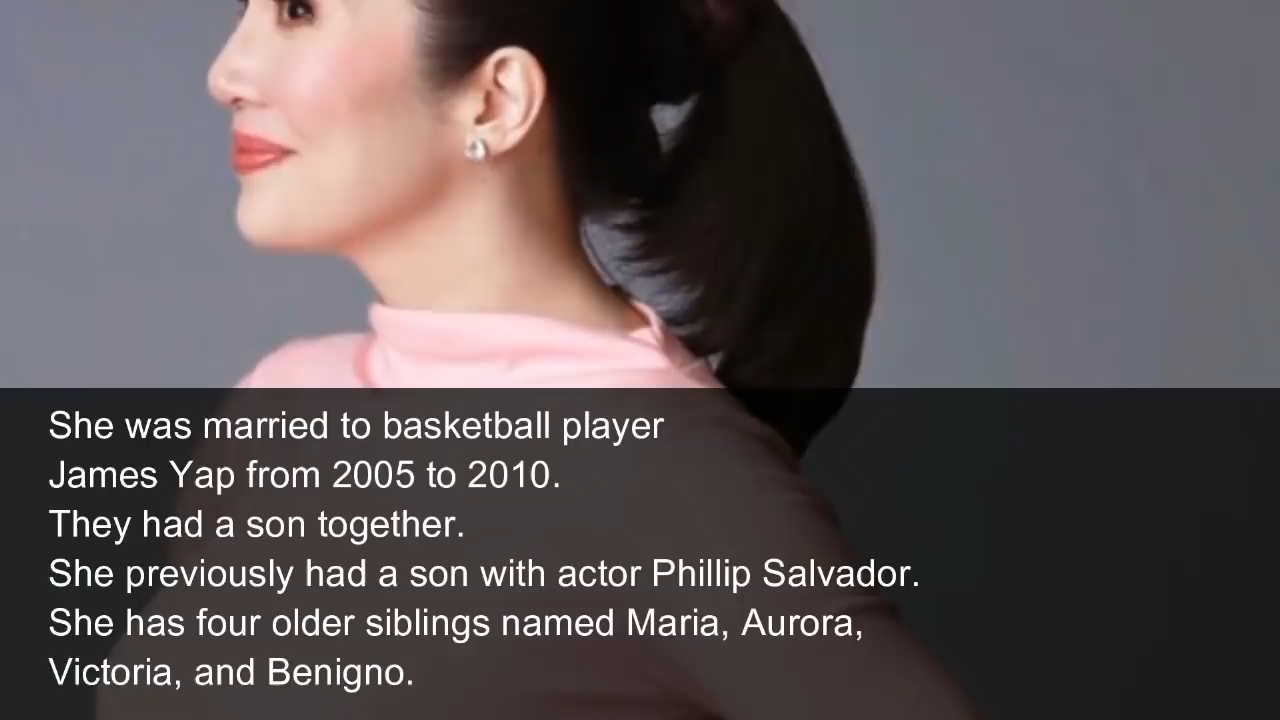 She was married to basketball player
James Yap from 2005 to 2010.
They had a son together.
She previously had a son with actor Phillip Salvador.
She has four older siblings named Maria, Aurora,
Victoria, and Benigno.